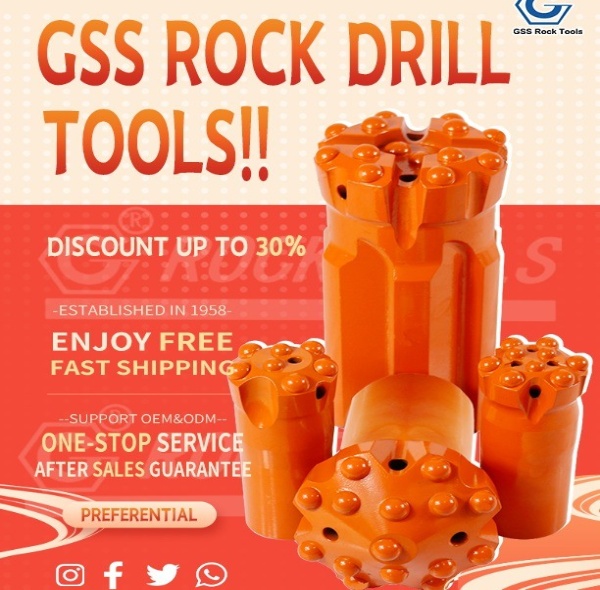 GSS Rock Tools
GSS ROCK DRILL
TOOLS!!
DISCOUNT UP TO 30%
-ESTABLISHED IN 1958-
ENJOY FREE
FAST SHIPPING
--SUPPORT OEM&ODM--
ONE-STOP SERVICE
AFTER SALES GUARANTEE
PREFERENTIAL